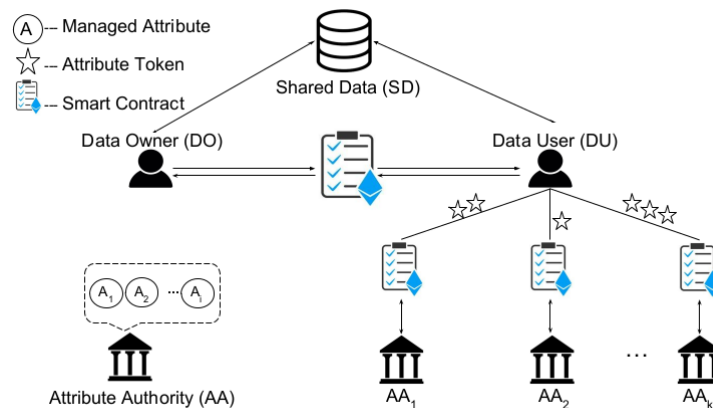 A --- Managed Attribute
--- Attribute Token
--- Smart Contract
Shared Data (SD)
Data Owner (DO)
Data User (DU)
A1 A2 ... Ai
Attribute Authority (AA)
AA1
AA2
...
AAk